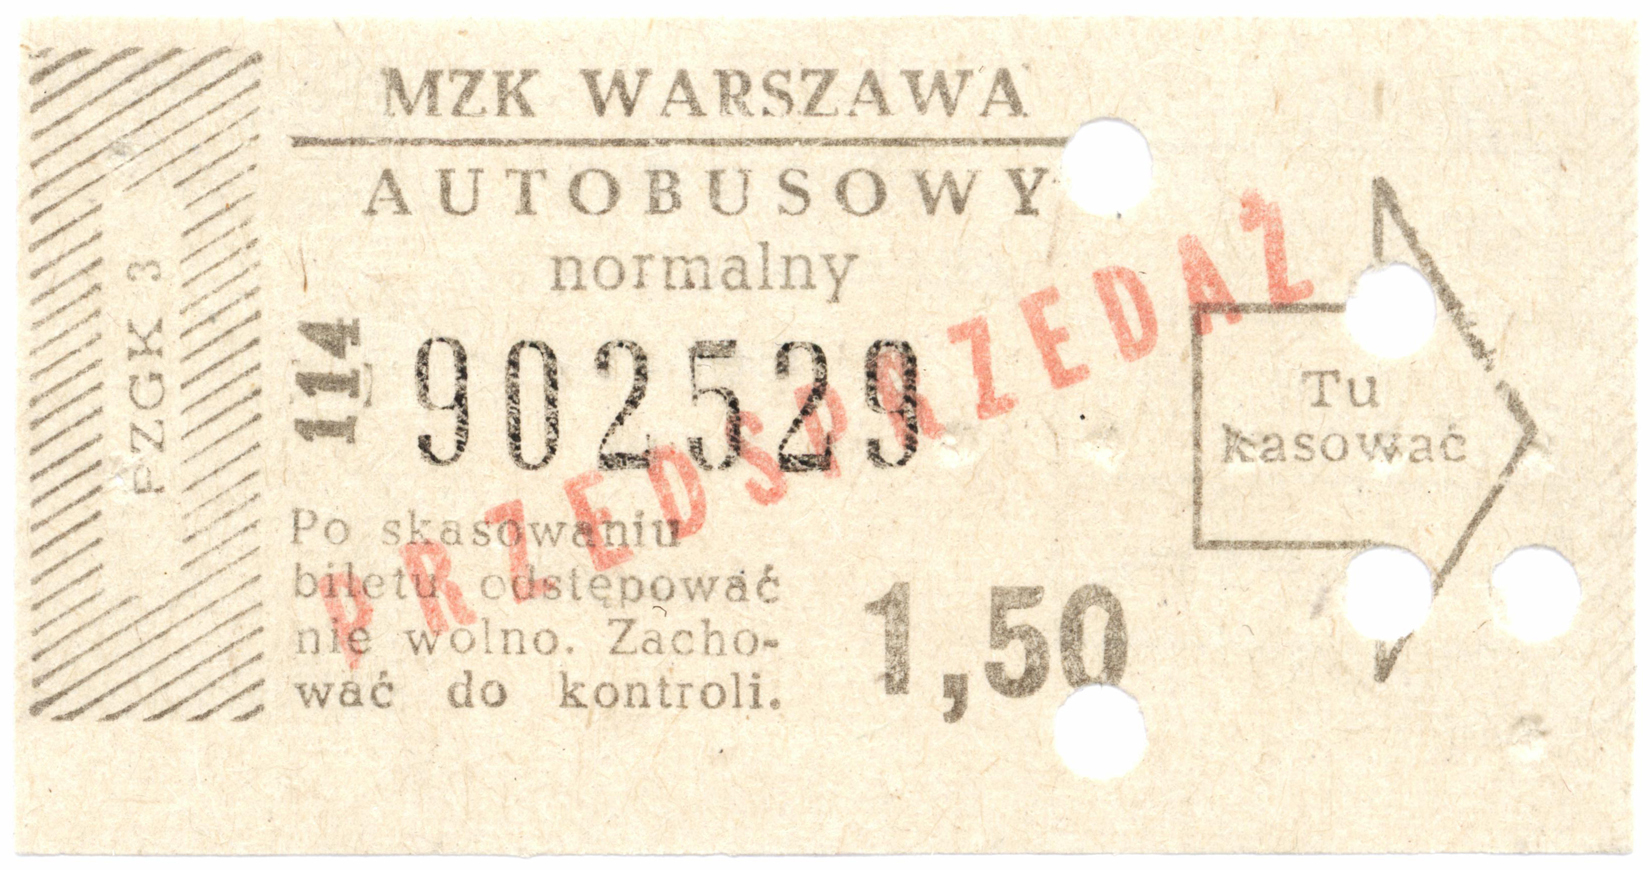 MZK WARSZAWA
AUTOBUSOWY
normalny
PZGK 3
114
902529
PRZEDSPRZEDAŻ
Po skasowaniu
biletu odstępować
nie wolno. Zacho-
wać do kontroli.
1,50
Tu
kasować